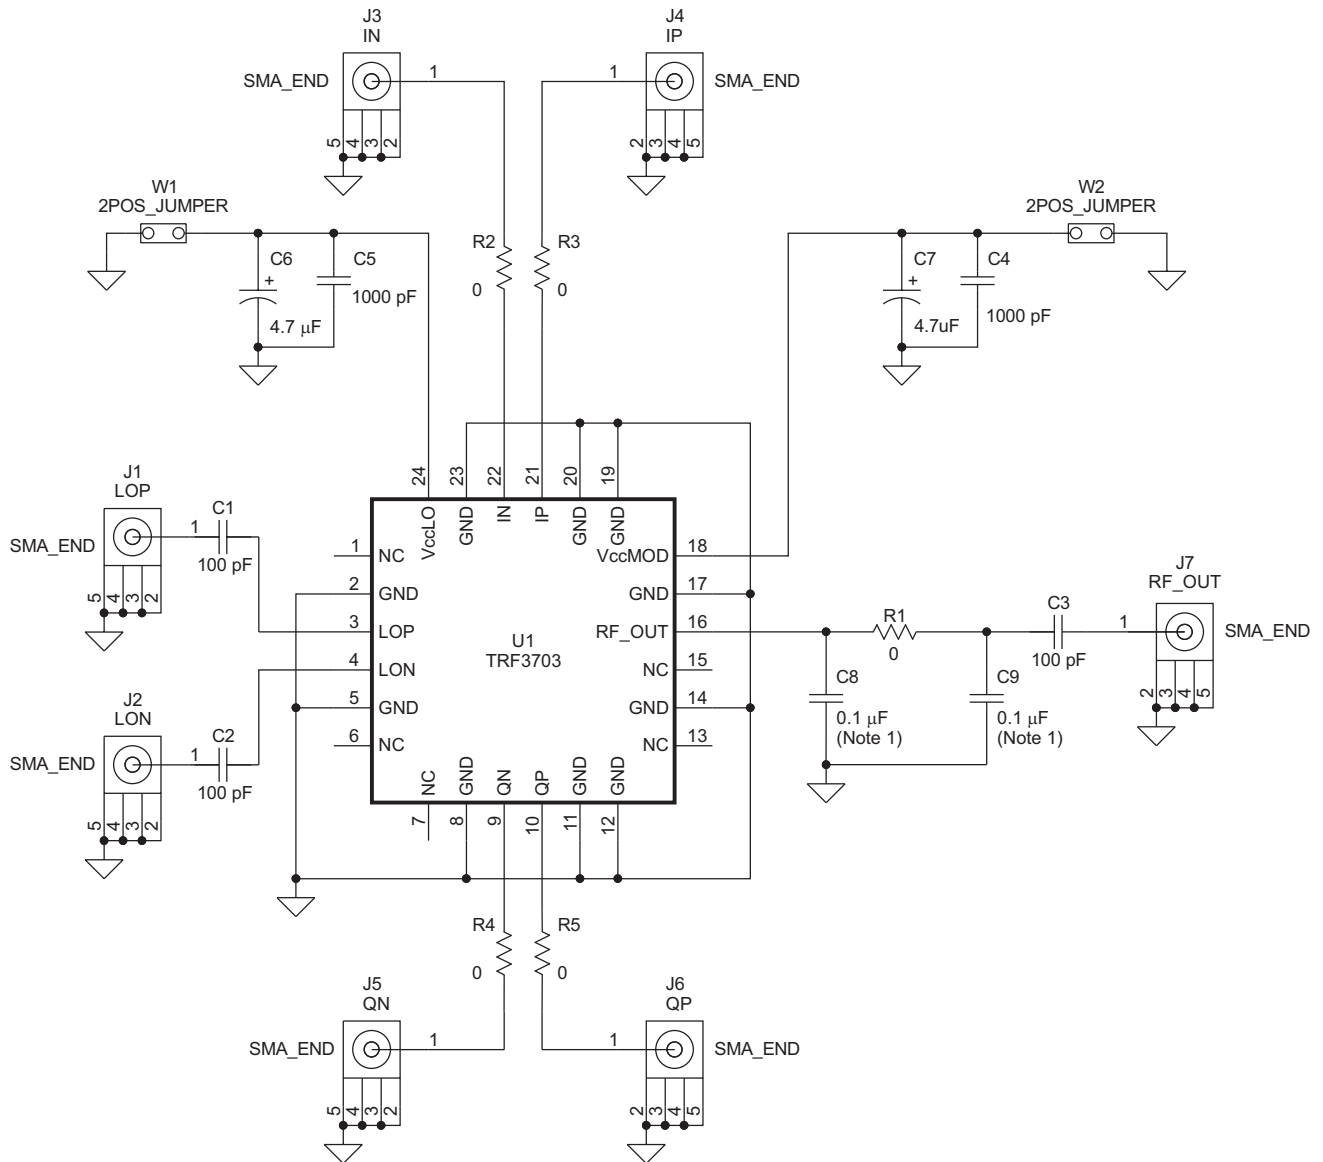 J3
IN
SMA_END
1
5
4
3
2
J4
IP
1
SMA_END
2
3
4
5
W1
2POS_JUMPER
C6
+
4.7 μF
C5
1000 pF
R2
0
R3
0
W2
2POS_JUMPER
C7
+
4.7uF
C4
1000 pF
24
23
22
21
20
19
VccLO
GND
IN
IP
GND
GND
J1
LOP
SMA_END
1
5
4
3
2
C1
100 pF
J2
LON
SMA_END
1
5
4
3
2
C2
100 pF
1 NC
2 GND
3 LOP
4 LON
5 GND
6 NC
U1
TRF3703
VccMOD 18
GND 17
RF_OUT 16
NC 15
GND 14
NC 13
NC
GND
QN
QP
GND
GND
7
8
9
10
11
12
R1
0
C8
0.1 μF
(Note 1)
C9
0.1 μF
(Note 1)
C3
100 pF
1
J7
RF_OUT
SMA_END
2
3
4
5
R4
0
R5
0
J5
QN
SMA_END
1
5
4
3
2
J6
QP
1
SMA_END
2
3
4
5